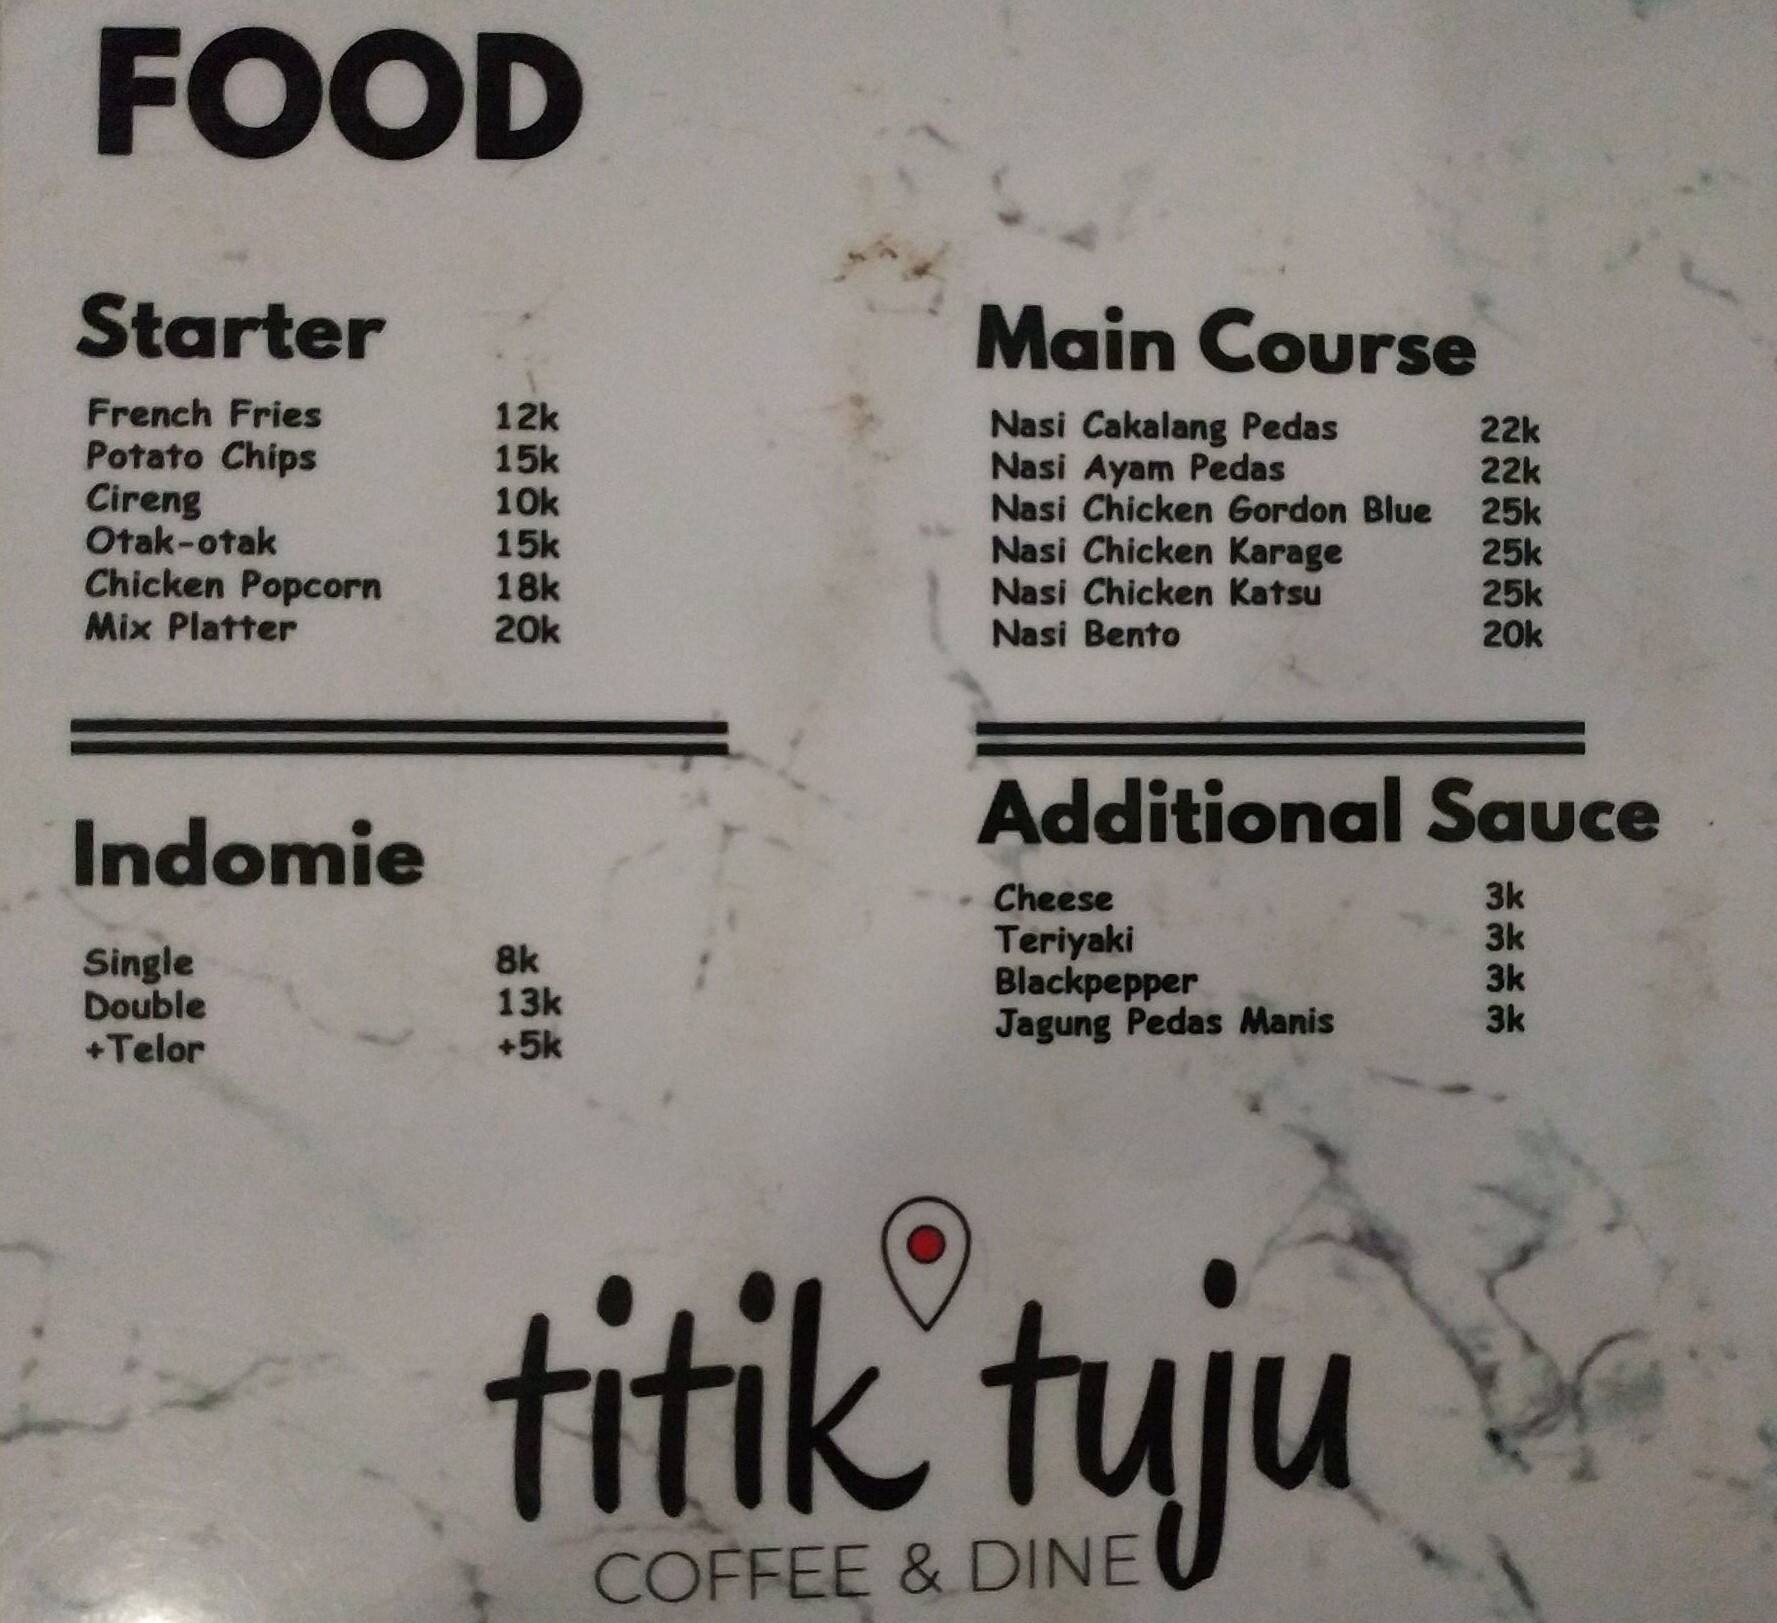 FOOD
Starter
French Fries 12k
Potato Chips 15k
Cireng 10k
Otak-otak 15k
Chicken Popcorn 18k
Mix Platter 20k
Indomie
Single 8k
Double 13k
+Telor +5k
Main Course
Nasi Cakalang Pedas 22k
Nasi Ayam Pedas 22k
Nasi Chicken Gordon Blue 25k
Nasi Chicken Karage 25k
Nasi Chicken Katsu 25k
Nasi Bento 20k
Additional Sauce
Cheese 3k
Teriyaki 3k
Blackpepper 3k
Jagung Pedas Manis 3k
titik tuju
COFFEE & DINE